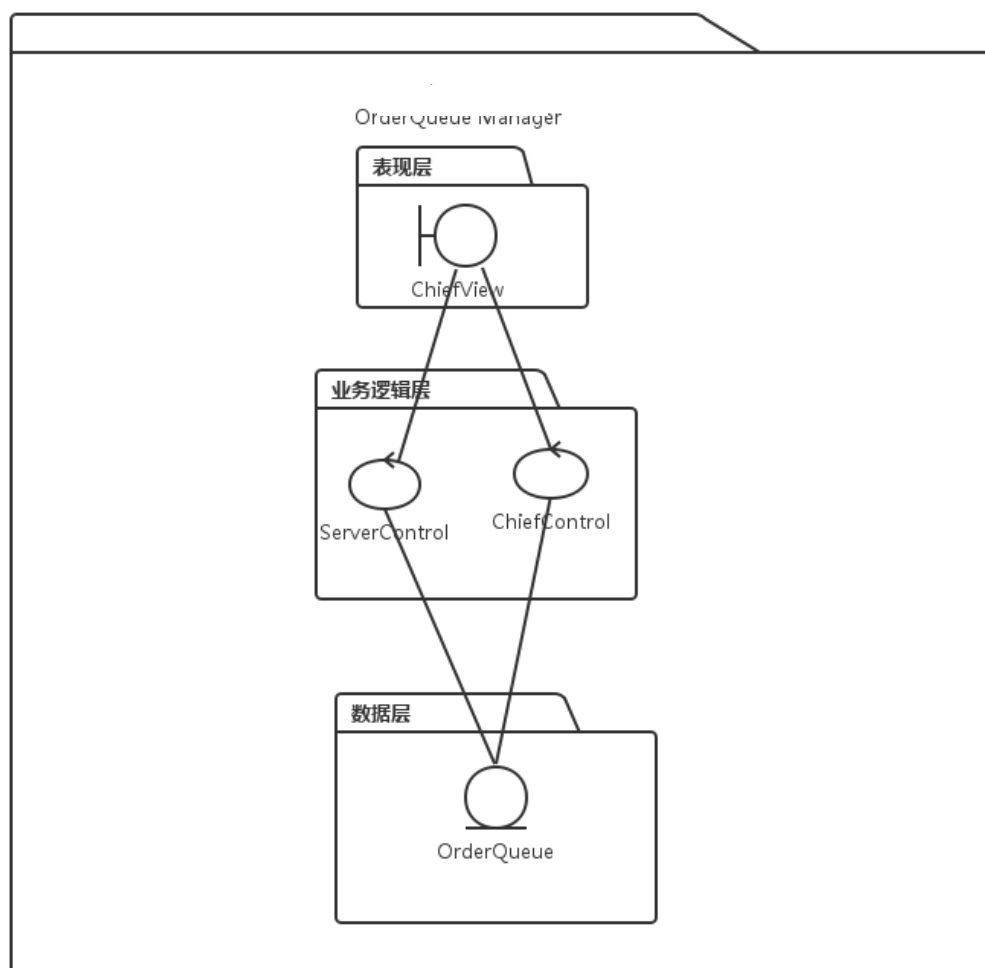 OrderQueue Manager
表现层
ChiefView
业务逻辑层
ServerControl
ChiefControl
数据层
OrderQueue